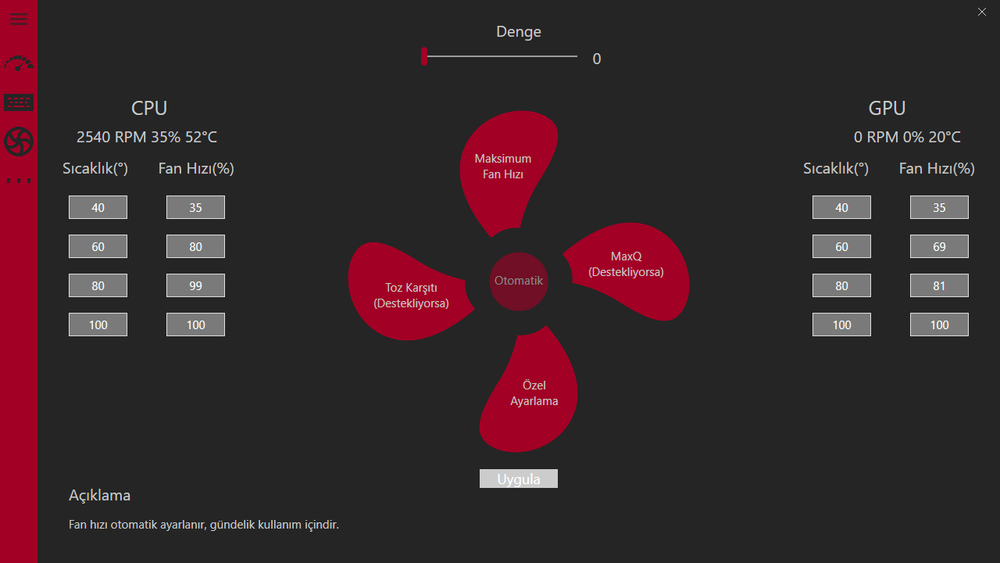 Denge
0
CPU
2540 RPM 35% 52°C
Sıcaklık(°) Fan Hızı(%)
40 35
60 80
80 99
100 100
GPU
0 RPM 0% 20°C
Sıcaklık(°) Fan Hızı(%)
40 35
60 69
80 81
100 100
Maksimum
Fan Hızı
MaxQ
(Destekliyorsa)
Otomatik
Toz Karşıtı
(Destekliyorsa)
Özel
Ayarlama
Uygula
Açıklama
Fan hızı otomatik ayarlanır, gündelik kullanım içindir.